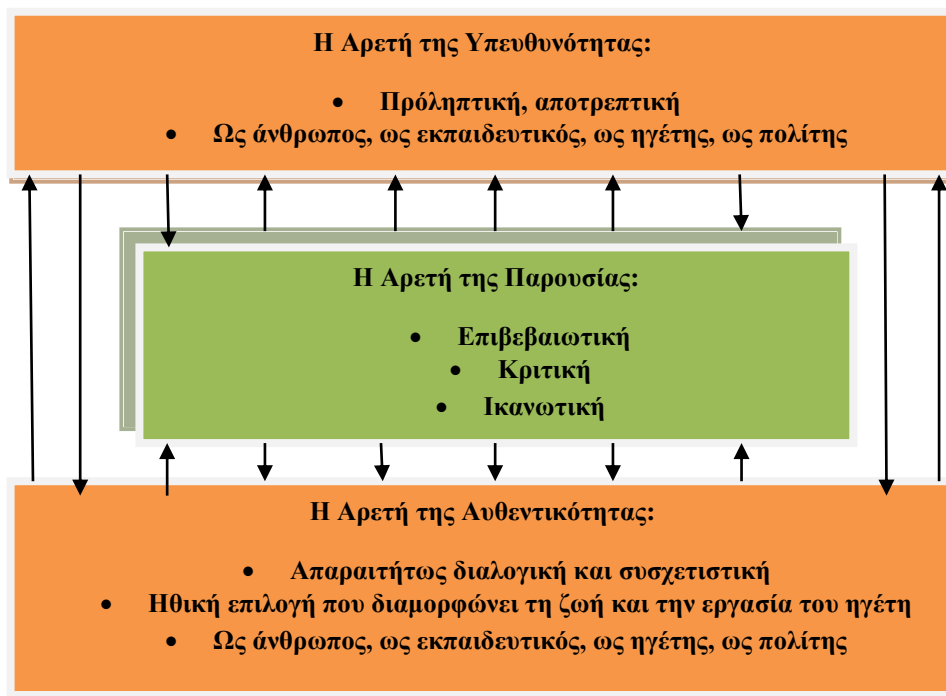 Η Αρετή της Υπευθυνότητας:
• Πρόληπτική, αποτρεπτική
• Ως άνθρωπος, ως εκπαιδευτικός, ως ηγέτης, ως πολίτης
Η Αρετή της Παρουσίας:
• Επιβεβαιωτική
• Κριτική
• Ικανωτική
Η Αρετή της Αυθεντικότητας:
• Απαραιτήτως διαλογική και συσχετιστική
• Ηθική επιλογή που διαμορφώνει τη ζωή και την εργασία του ηγέτη
• Ως άνθρωπος, ως εκπαιδευτικός, ως ηγέτης, ως πολίτης